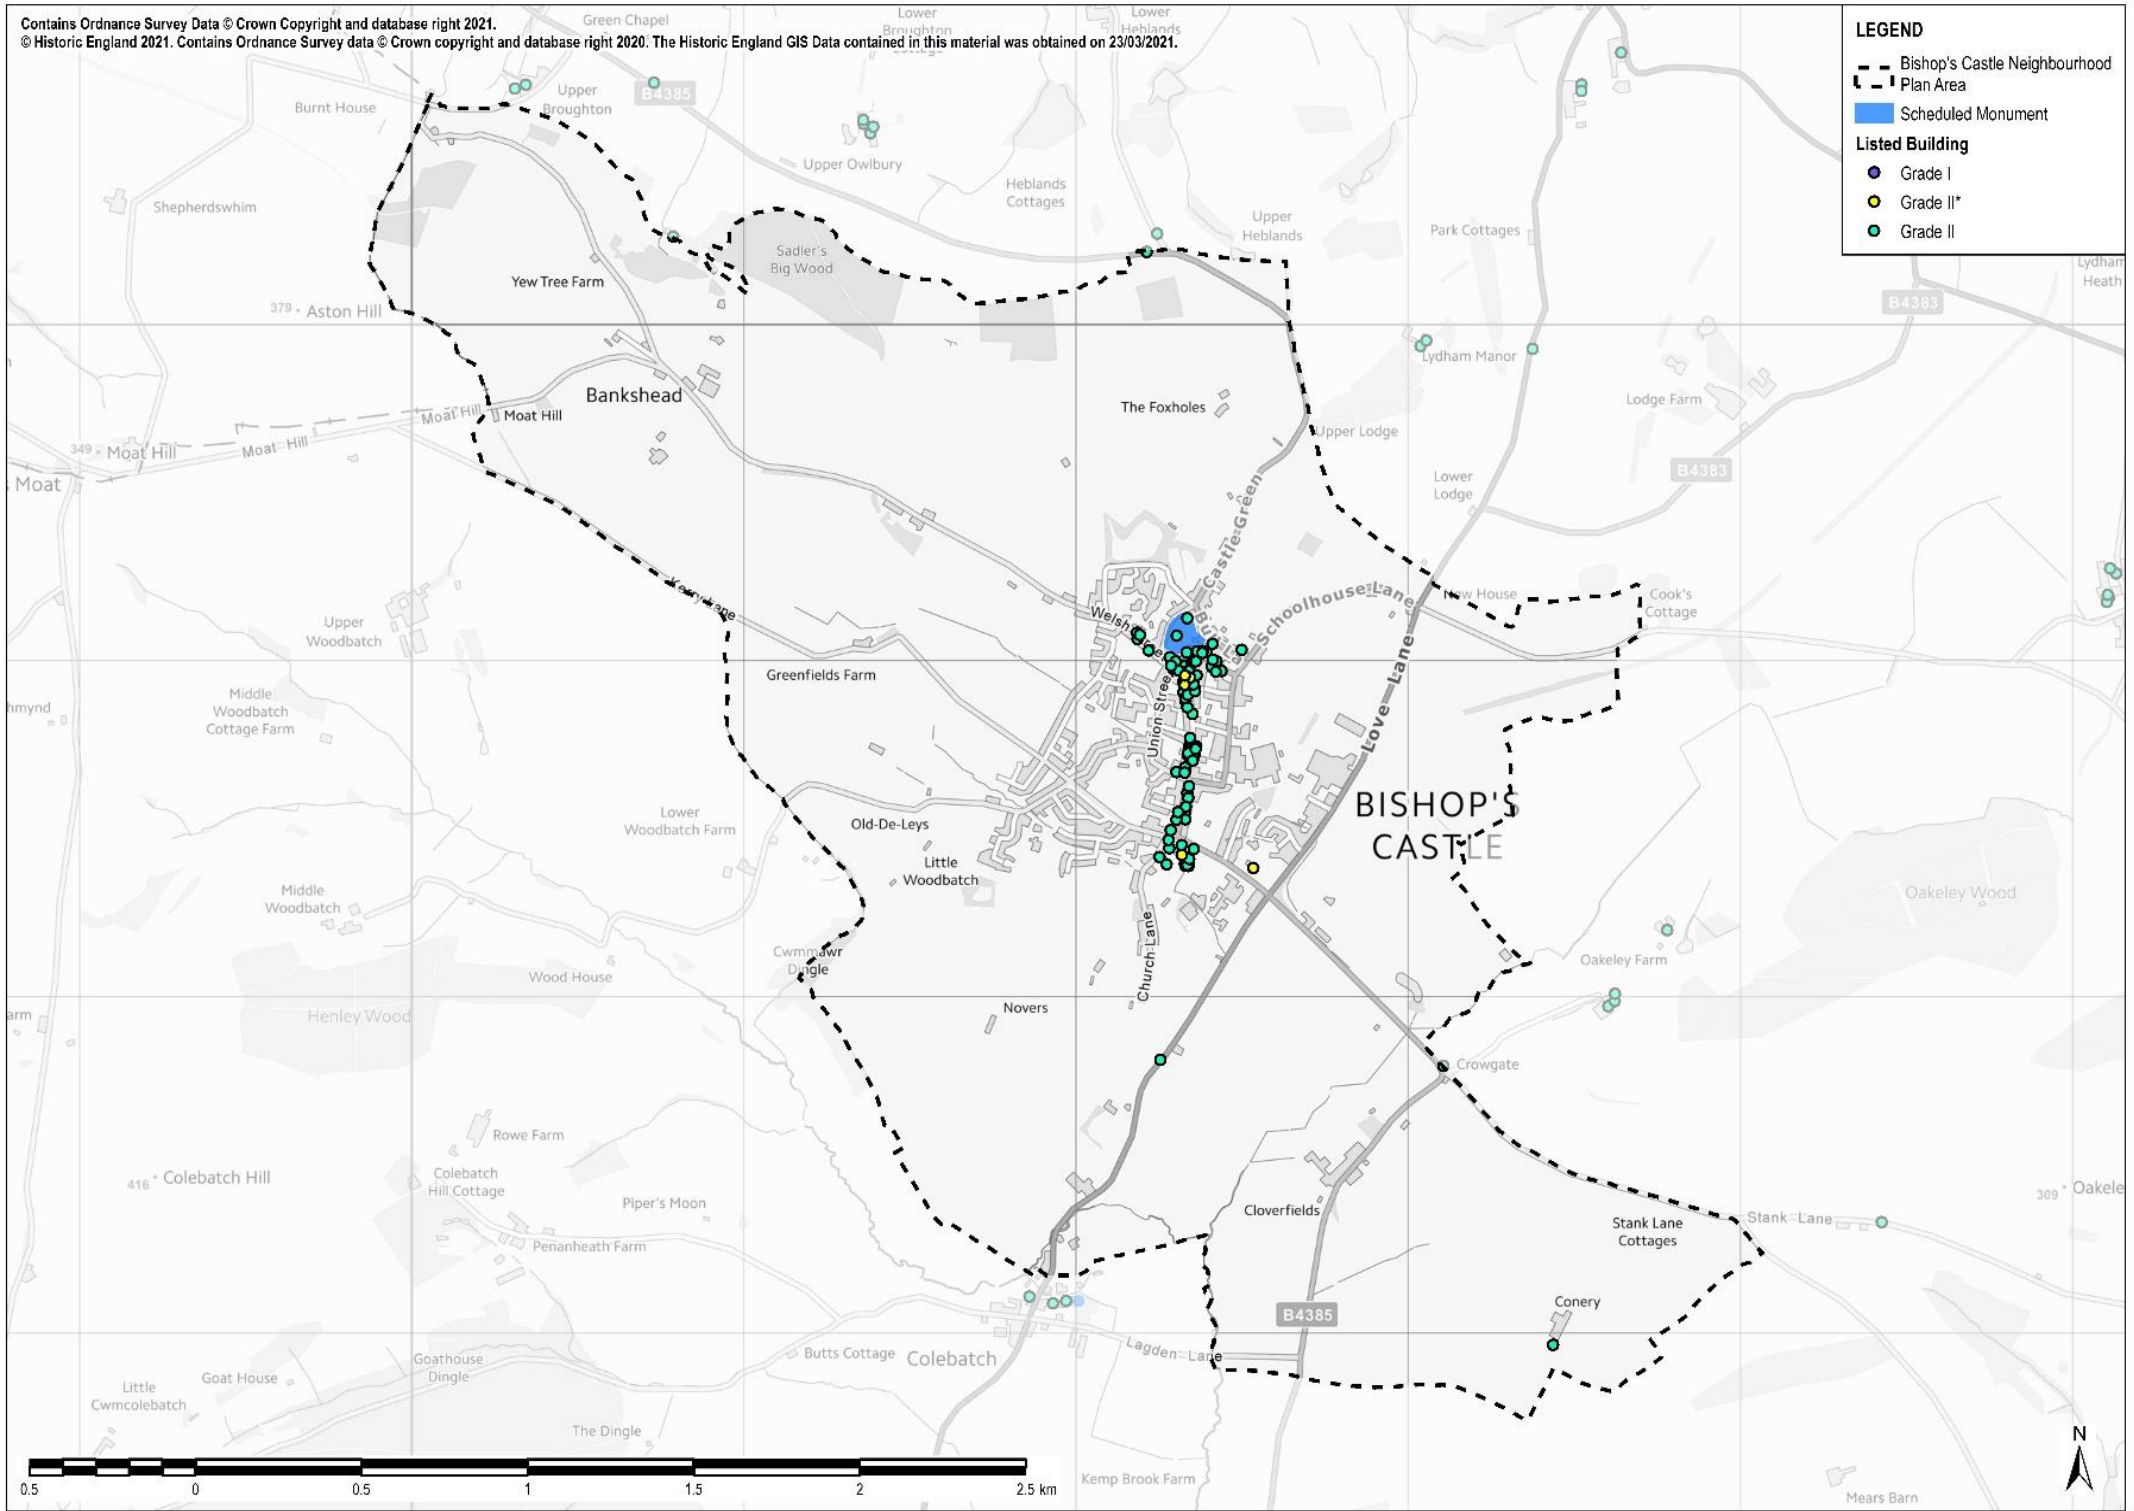 Contains Ordnance Survey Data © Crown Copyright and database right 2021.
© Historic England 2021. Contains Ordnance Survey data © Crown copyright and database right 2020. The Historic England GIS Data contained in this material was obtained on 23/03/2021.
LEGEND
Bishop's Castle Neighbourhood
Plan Area
Scheduled Monument
Listed Building
Grade I
Grade II*
Grade II
Green Chapel
Lower
Broughton
Cottage
Lower
Heblands
Burnt House
Upper
Broughton
B4385
Upper Owlbury
Heblands
Cottages
Shepherdswhim
Sadler's
Big Wood
Upper
Heblands
Park Cottages
Lydham
Heath
B4383
Yew Tree Farm
379
Aston Hill
Lydham Manor
Bankshead
The Foxholes
Lodge Farm
Moat Hill
Moat Hill
Moat Hill
349
Moat Hill
Upper Lodge
B4383
Moat
Lower
Lodge
Castle Green
Kerry Lane
Schoolhouse Lane
New House
Cook's
Cottage
Upper
Woodbatch
Welsh
Bu
Greenfields Farm
Love Lane
hmynd
Middle
Woodbatch
Cottage Farm
Union Stree
BISHOP'S
CASTLE
Lower
Woodbatch Farm
Old-De-Leys
Little
Woodbatch
Middle
Woodbatch
Oakeley Wood
Church Lane
Cwmmawr
Dingle
Wood House
Oakeley Farm
Novers
arm
Henley Wood
Crowgate
Rowe Farm
416
Colebatch Hill
Colebatch
Hill Cottage
Piper's Moon
309
Oakele
Cloverfields
Stank Lane
Cottages
Stank Lane
Penanheath Farm
Conery
B4385
Lagden Lane
Butts Cottage
Colebatch
Goathouse
Dingle
Goat House
Little
Cwmcolebatch
The Dingle
N
Kemp Brook Farm
Mears Barn
0.5 0 0.5 1 1.5 2 2.5 km